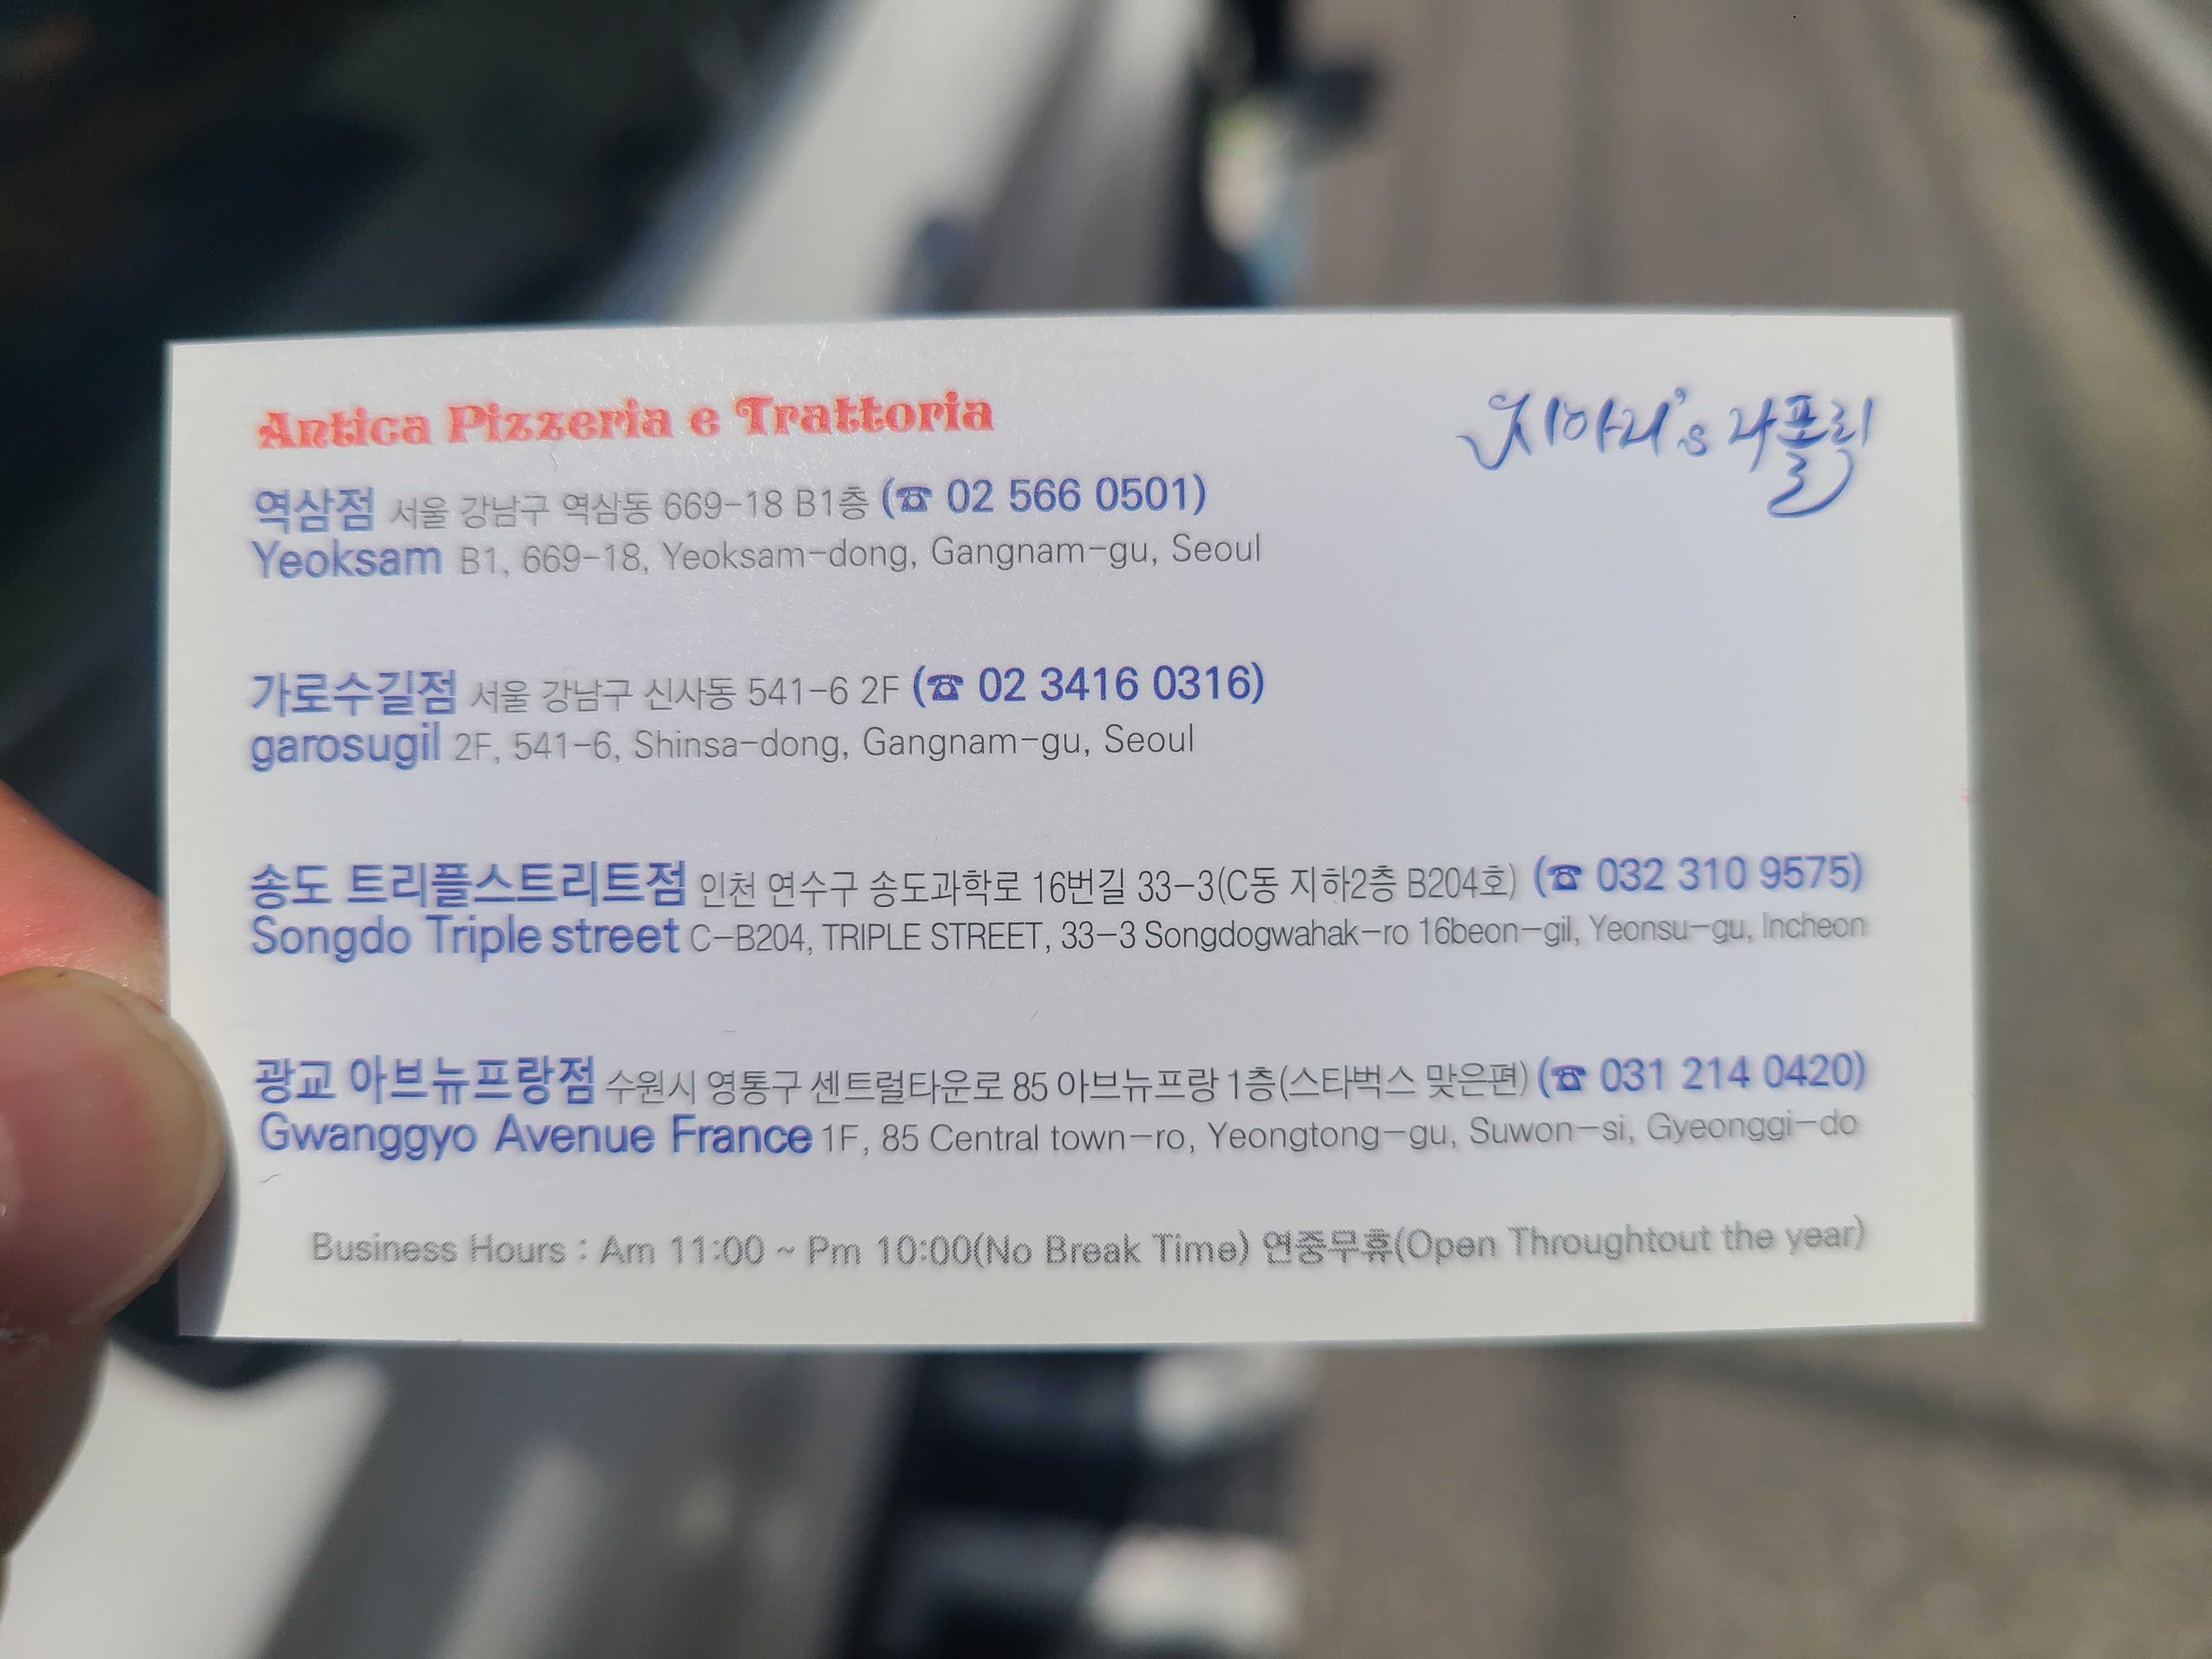 Antica Pizzeria e Trattoria
지아니's 나폴리
역삼점 서울 강남구 역삼동 669-18 B1층 (☎ 02 566 0501)
Yeoksam B1, 669-18, Yeoksam-dong, Gangnam-gu, Seoul
가로수길점 서울 강남구 신사동 541-6 2F (☎ 02 3416 0316)
garosugil 2F, 541-6, Shinsa-dong, Gangnam-gu, Seoul
송도 트리플스트리트점 인천 연수구 송도과학로 16번길 33-3(C동 지하2층 B204호) (☎ 032 310 9575)
Songdo Triple street C-B204, TRIPLE STREET, 33-3 Songdogwahak-ro 16beon-gil, Yeonsu-gu, Incheon
광교 아브뉴프랑점 수원시 영통구 센트럴타운로 85 아브뉴프랑 1층(스타벅스 맞은편) (☎ 031 214 0420)
Gwanggyo Avenue France 1F, 85 Central town-ro, Yeongtong-gu, Suwon-si, Gyeonggi-do
Business Hours : Am 11:00 ~ Pm 10:00(No Break Time) 연중무휴(Open Throughtout the year)